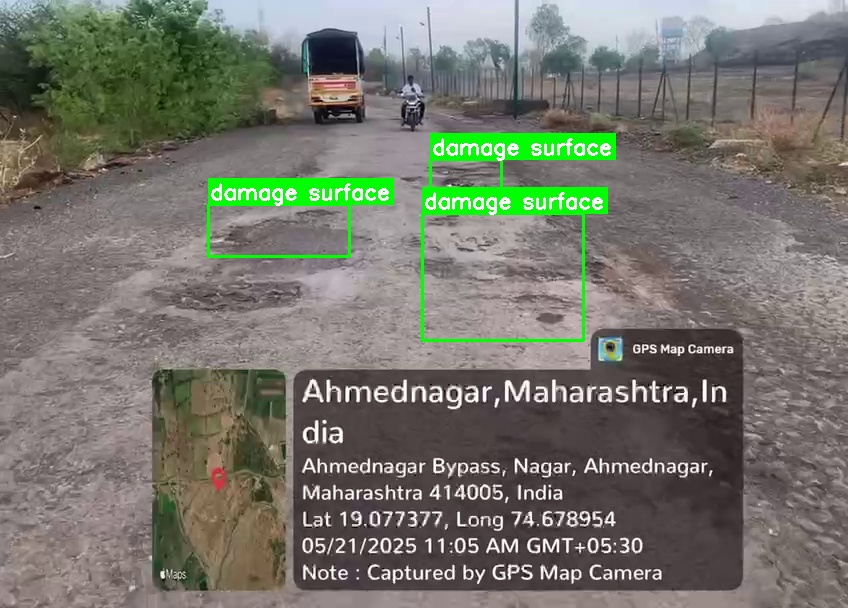 damage surface
damage surface
damage surface
GPS Map Camera
Ahmednagar,Maharashtra,In
dia
Ahmednagar Bypass, Nagar, Ahmednagar,
Maharashtra 414005, India
Lat 19.077377, Long 74.678954
05/21/2025 11:05 AM GMT+05:30
Note : Captured by GPS Map Camera
Maps